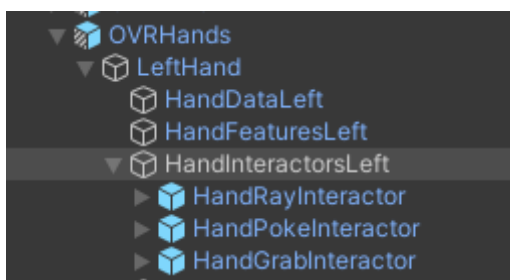 OVRHands
LeftHand
HandDataLeft
HandFeaturesLeft
HandInteractorsLeft
HandRayInteractor
HandPokeInteractor
HandGrabInteractor